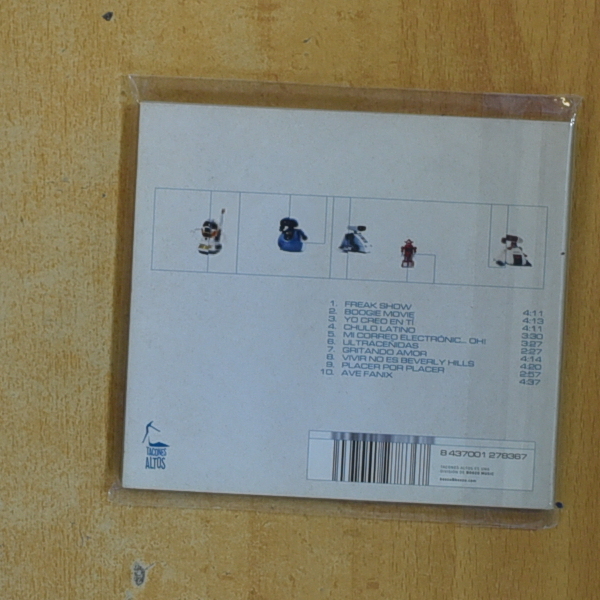 1. FREAK SHOW 4:11
2. BOOGIE MOVIE 4:13
3. YO CREO EN TÍ 4:11
4. CHULO LATINO 3:30
5. MI CORREO ELECTRÓNIC... OH! 3:27
6. ULTRACEÑIDAS 2:27
7. GRITANDO AMOR 4:14
8. VIVIR NO ES BEVERLY HILLS 4:20
9. PLACER POR PLACER 2:57
10. AVE FANIX 4:37
TACONES
ALTOS
8 437001 278367